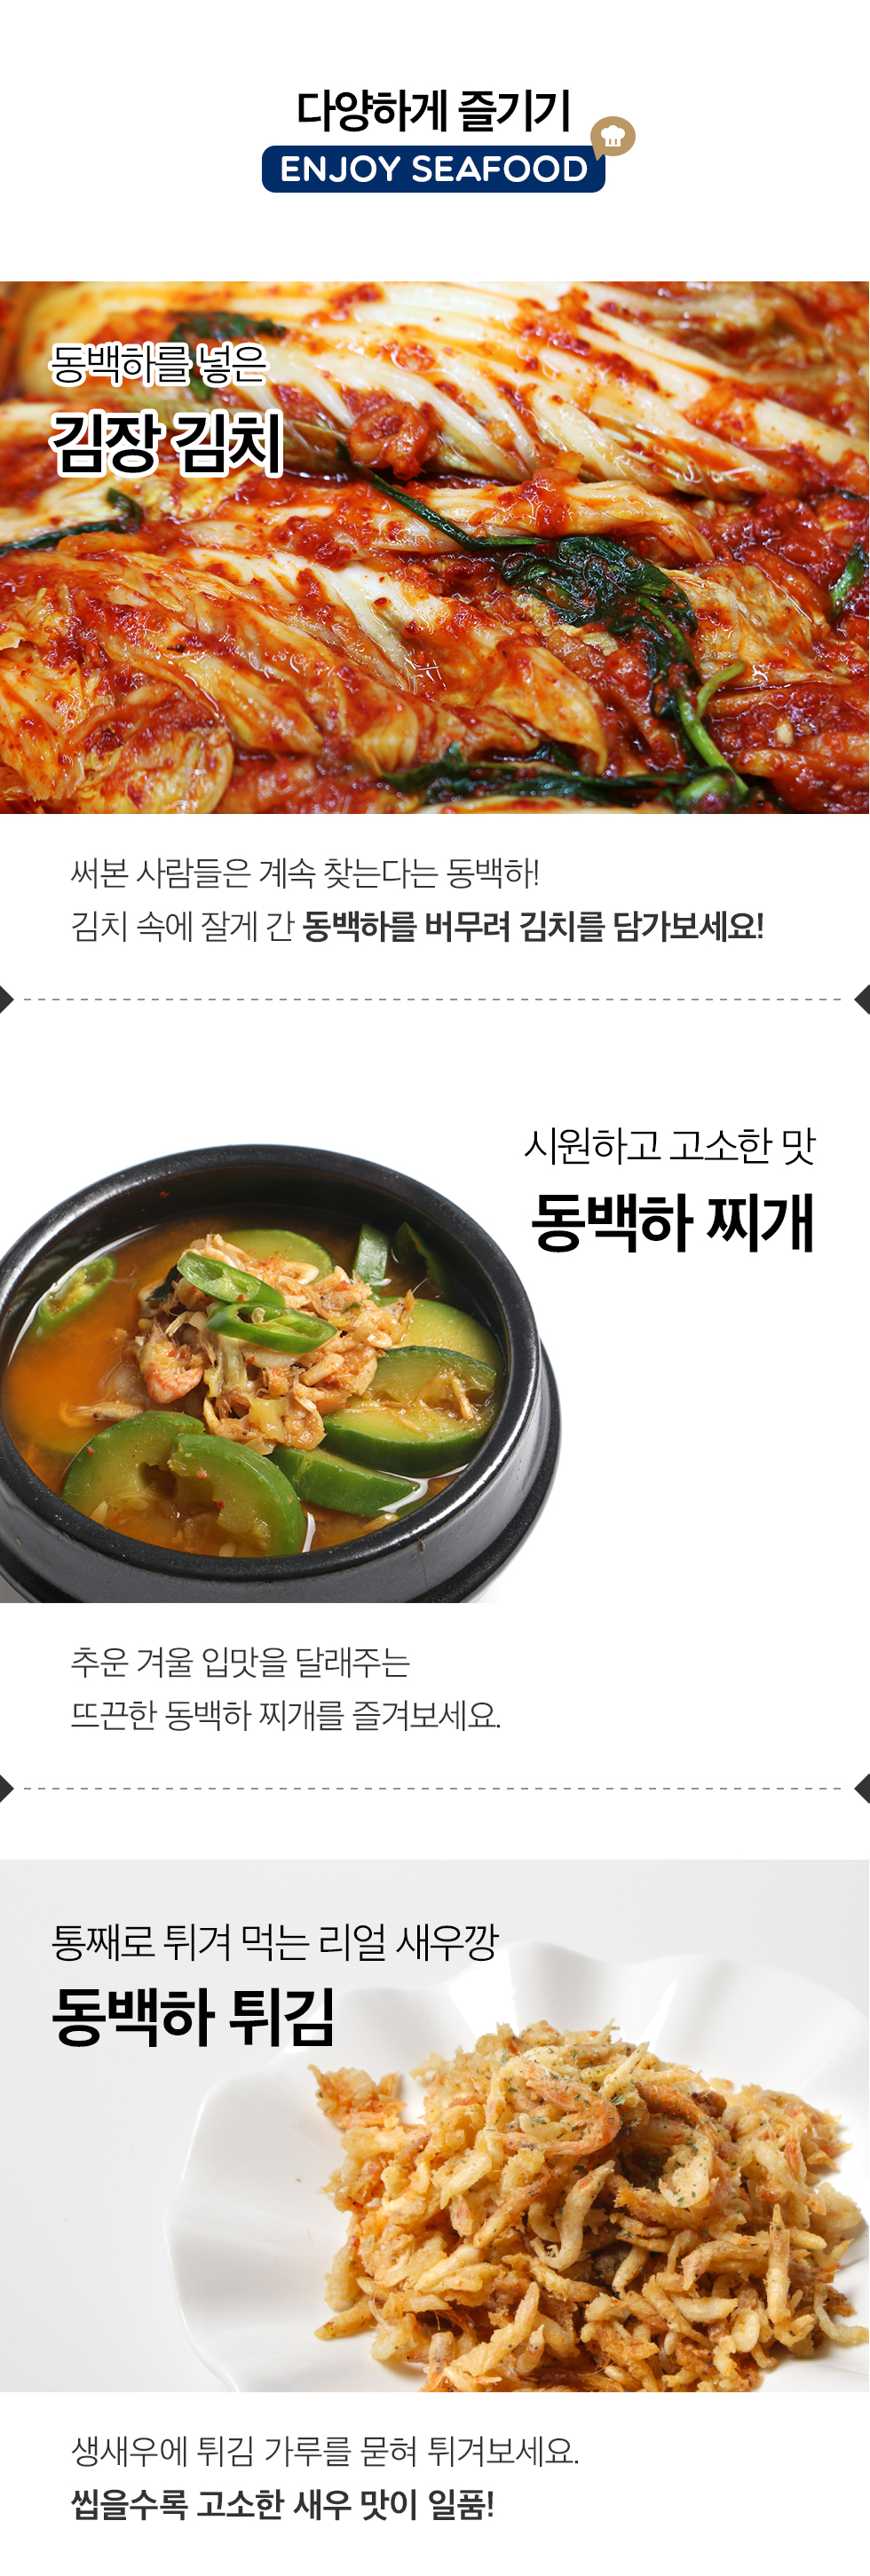 다양하게 즐기기
ENJOY SEAFOOD
동백하를 넣은
김장 김치
써본 사람들은 계속 찾는다는 동백하!
김치 속에 잘게 간 동백하를 버무려 김치를 담가보세요!
시원하고 고소한 맛
동백하 찌개
추운 겨울 입맛을 달래주는
뜨끈한 동백하 찌개를 즐겨보세요.
통째로 튀겨 먹는 리얼 새우깡
동백하 튀김
생새우에 튀김 가루를 묻혀 튀겨보세요.
씹을수록 고소한 새우 맛이 일품!